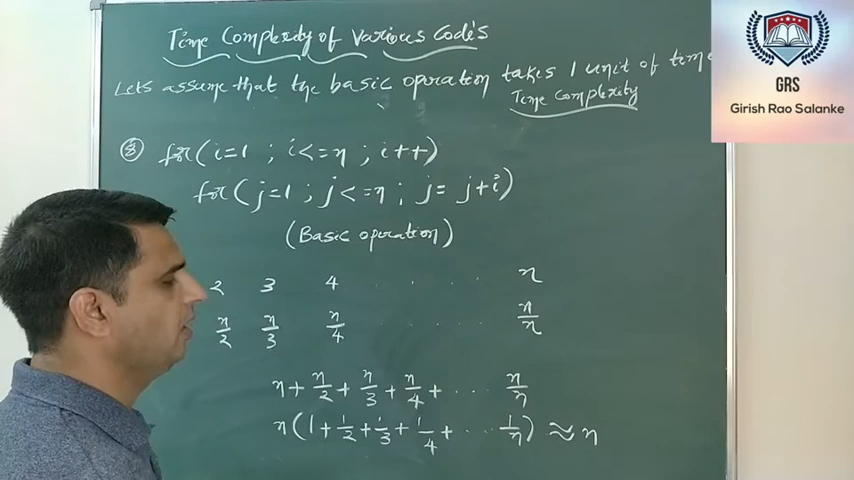 Time Complexity of Various Code's
Lets assume that the basic operation takes 1 unit of time
Time Complexity
GRS
Girish Rao Salanke
8 for(i=1 ; i<=n ; i++)
for(j=1 ; j<=n ; j= j+i)
(Basic operation)
2 3 4 . . . . n
n/2 n/3 n/4 . . . . . n/n
n + n/2 + n/3 + n/4 + . . . n/n
n(1 + 1/2 + 1/3 + 1/4 + . . . 1/n) ≈ n